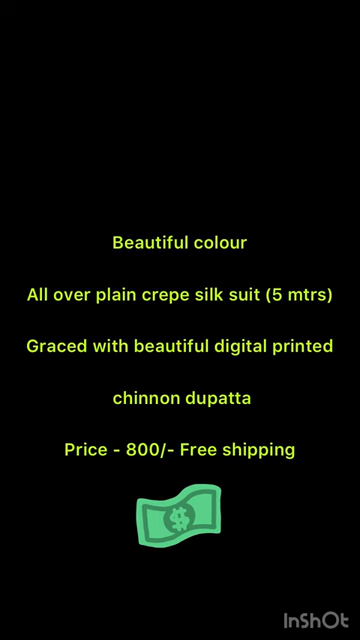 Beautiful colour
All over plain crepe silk suit (5 mtrs)
Graced with beautiful digital printed
chinnon dupatta
Price - 800/- Free shipping
$
InShOt